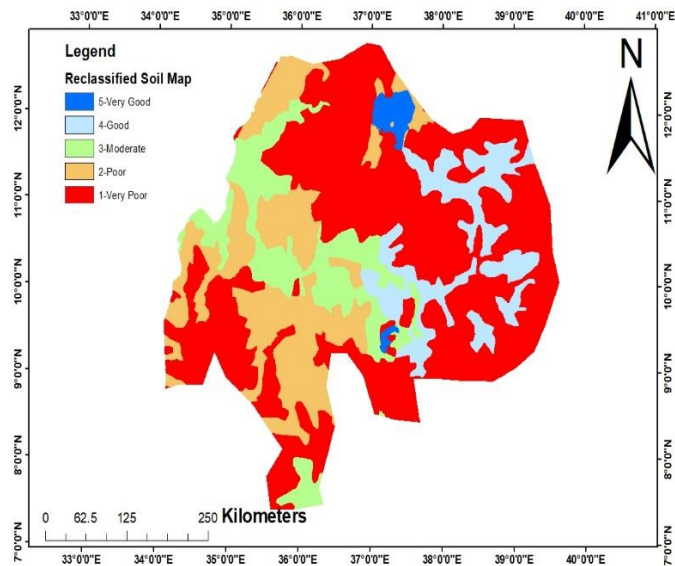 33°0'0"E 34°0'0"E 35°0'0"E 36°0'0"E 37°0'0"E 38°0'0"E 39°0'0"E 40°0'0"E 41°0'0"E
Legend
Reclassified Soil Map
5-Very Good
4-Good
3-Moderate
2-Poor
1-Very Poor
N
12°0'0"N 12°0'0"N
11°0'0"N 11°0'0"N
10°0'0"N 10°0'0"N
9°0'0"N 9°0'0"N
8°0'0"N 8°0'0"N
7°0'0"N 7°0'0"N
0 62.5 125 250 Kilometers
33°0'0"E 34°0'0"E 35°0'0"E 36°0'0"E 37°0'0"E 38°0'0"E 39°0'0"E 40°0'0"E